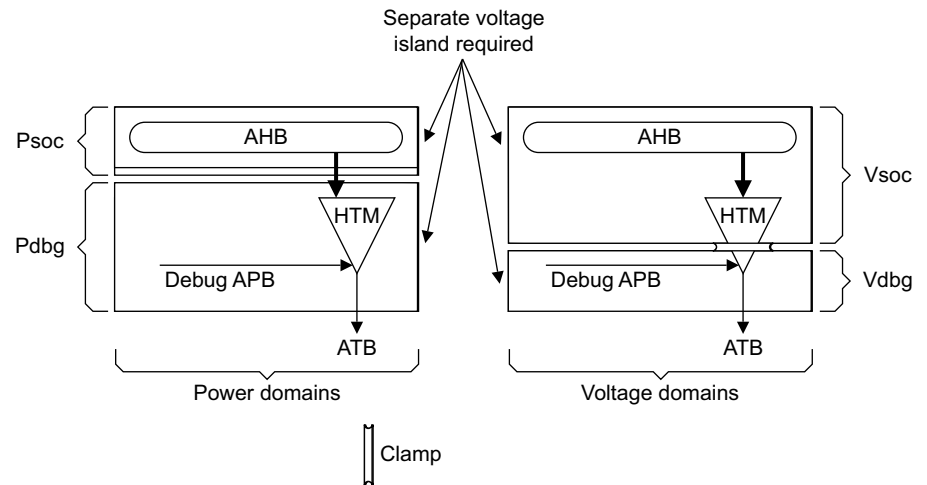 Separate voltage
island required
Psoc
AHB
AHB
Vsoc
HTM
HTM
Pdbg
Debug APB
Debug APB
Vdbg
ATB
ATB
Power domains
Voltage domains
Clamp